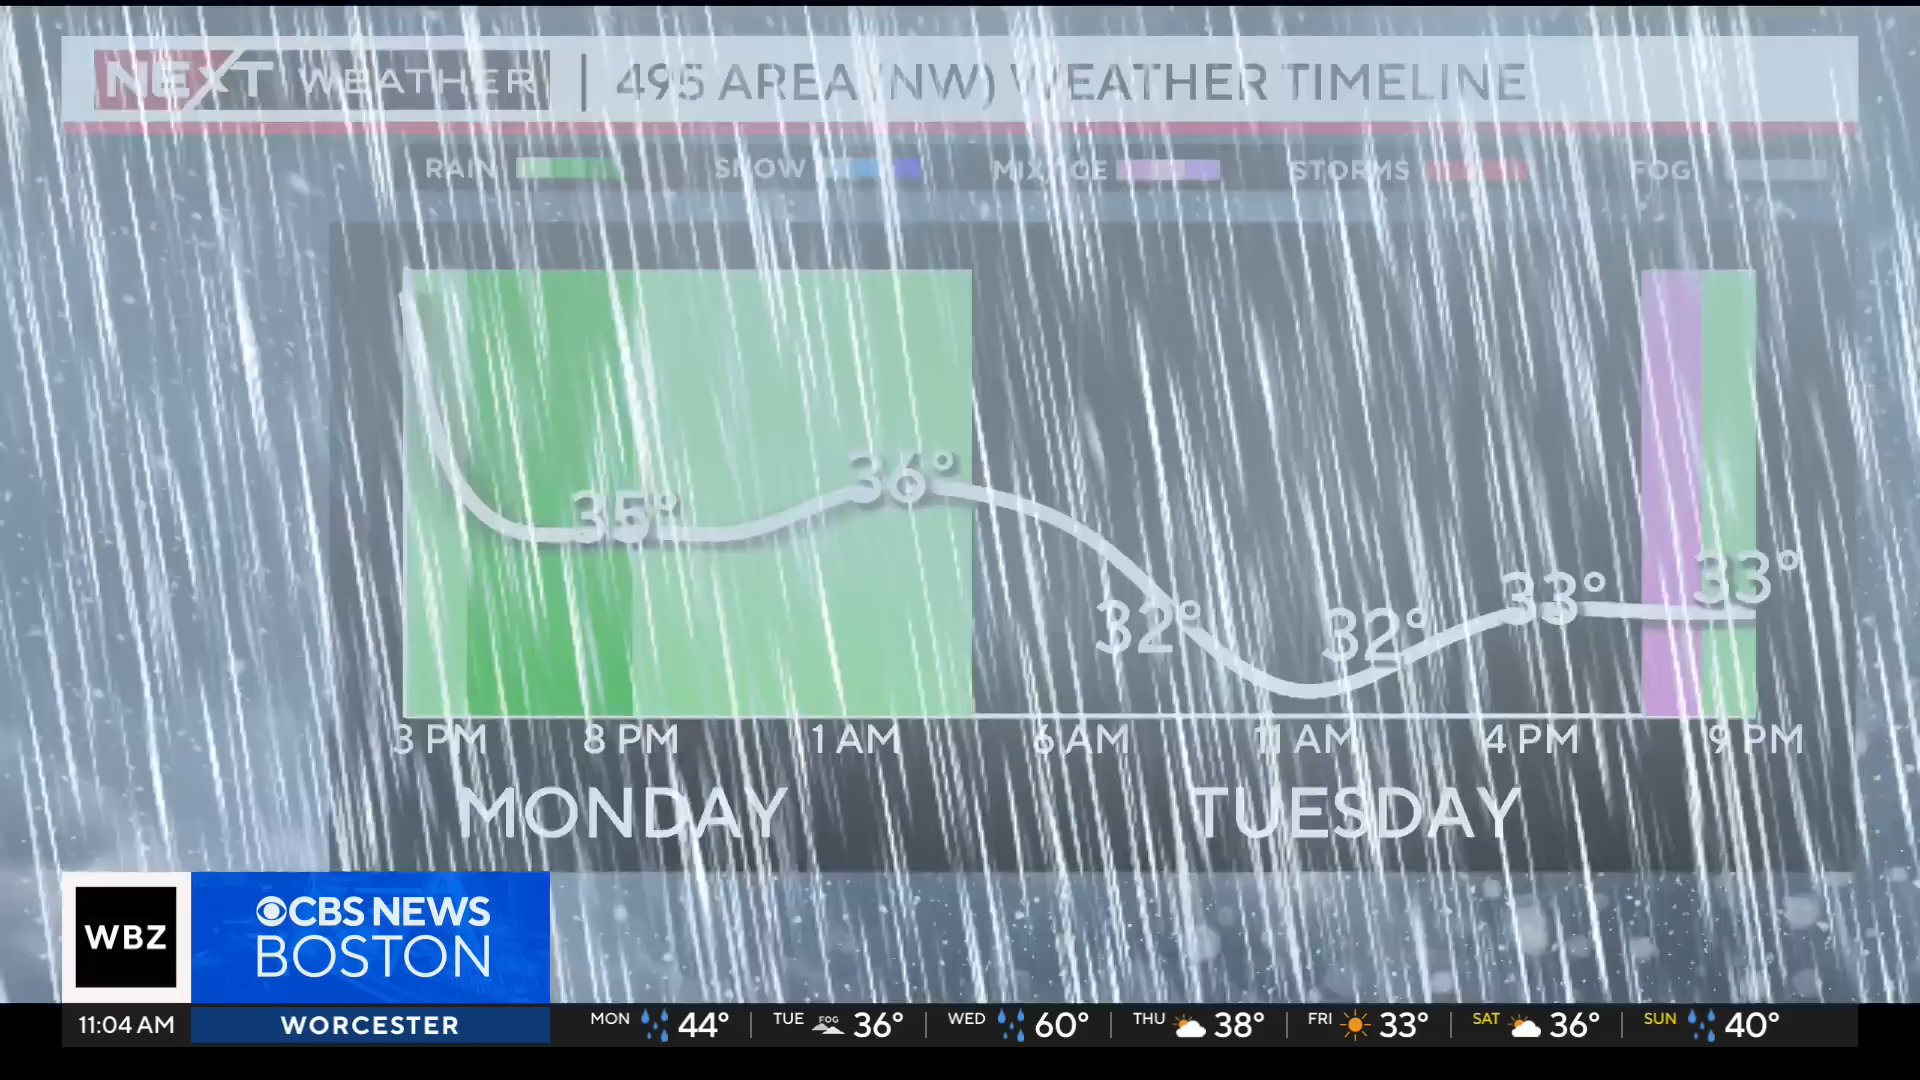 NEXT WEATHER | 495 AREA (NW) WEATHER TIMELINE
RAIN SNOW MIX/ICE STORMS FOG
35° 36° 32° 32° 33° 33°
3 PM 8 PM 1 AM 6 AM 11 AM 4 PM 9 PM
MONDAY TUESDAY
WBZ
CBS NEWS
BOSTON
11:04 AM WORCESTER MON 44° | TUE FOG 36° | WED 60° | THU 38° | FRI 33° | SAT 36° | SUN 40°